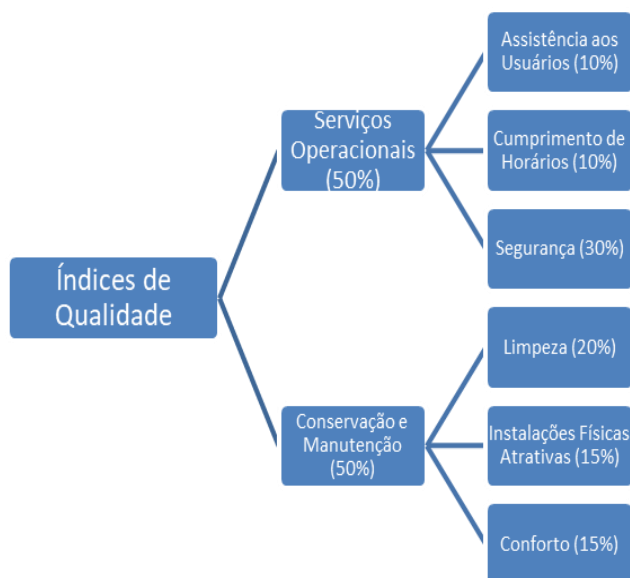 Índices de
Qualidade
Serviços
Operacionais
(50%)
Assistência aos
Usuários (10%)
Cumprimento de
Horários (10%)
Segurança (30%)
Conservação e
Manutenção
(50%)
Limpeza (20%)
Instalações Físicas
Atrativas (15%)
Conforto (15%)